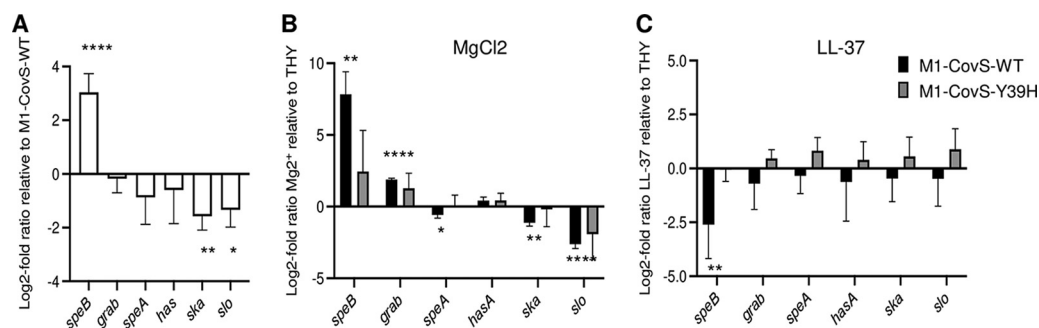 A
Log2-fold ratio relative to M1-CovS-WT
4
2
0
-2
-4
****
**
*
speB
grab
speA
has
ska
slo
B
MgCl2
Log2-fold ratio Mg2⁺ relative to THY
10
5
0
-5
**
****
*
**
****
speB
grab
speA
hasA
ska
slo
C
LL-37
Log2-fold ratio LL-37 relative to THY
5.0
2.5
0.0
-2.5
-5.0
M1-CovS-WT
M1-CovS-Y39H
**
speB
grab
speA
hasA
ska
slo